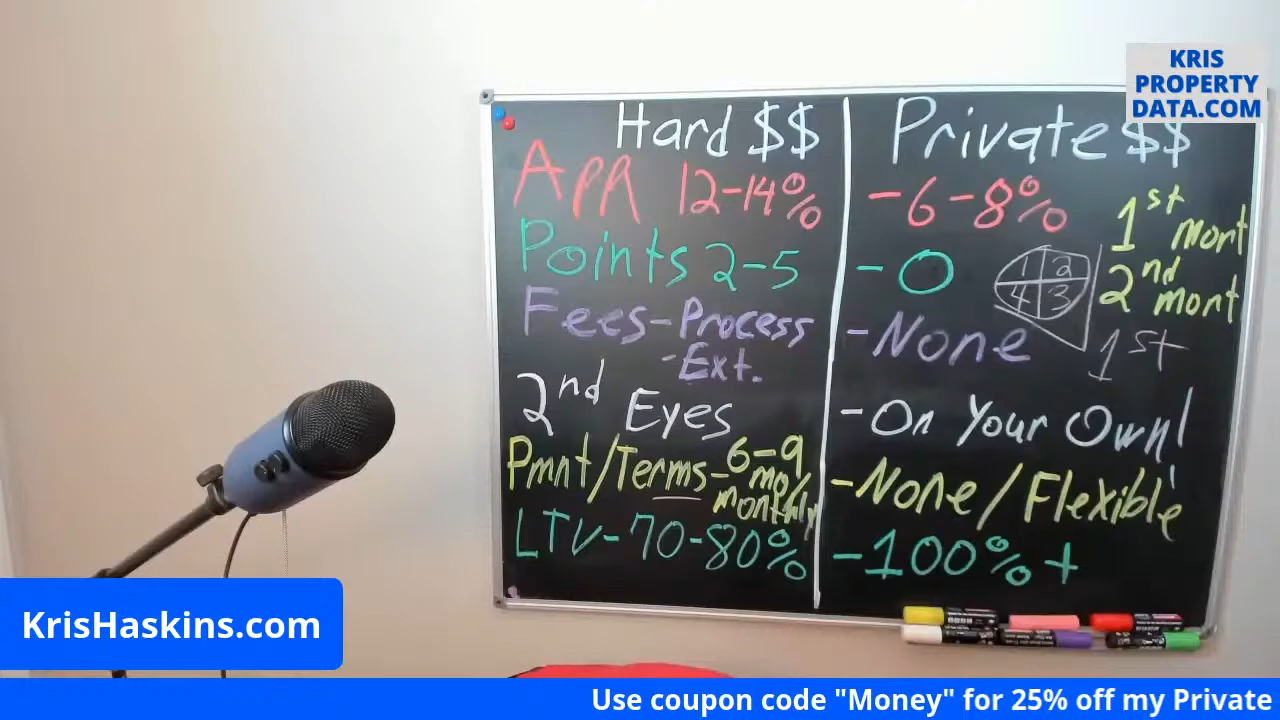 KRIS
PROPERTY
DATA.COM
Hard $$ Private $$
APR 12-14% -6-8% 1st mort
Points 2-5 -0 2nd mort
1 2
4 3
Fees-Process -None 1st
-Ext.
2nd Eyes -On Your Own!
Pmnt/Terms-6-9 mo/ monthly -None/Flexible
LTV-70-80% -100%+
KrisHaskins.com
Use coupon code "Money" for 25% off my Private